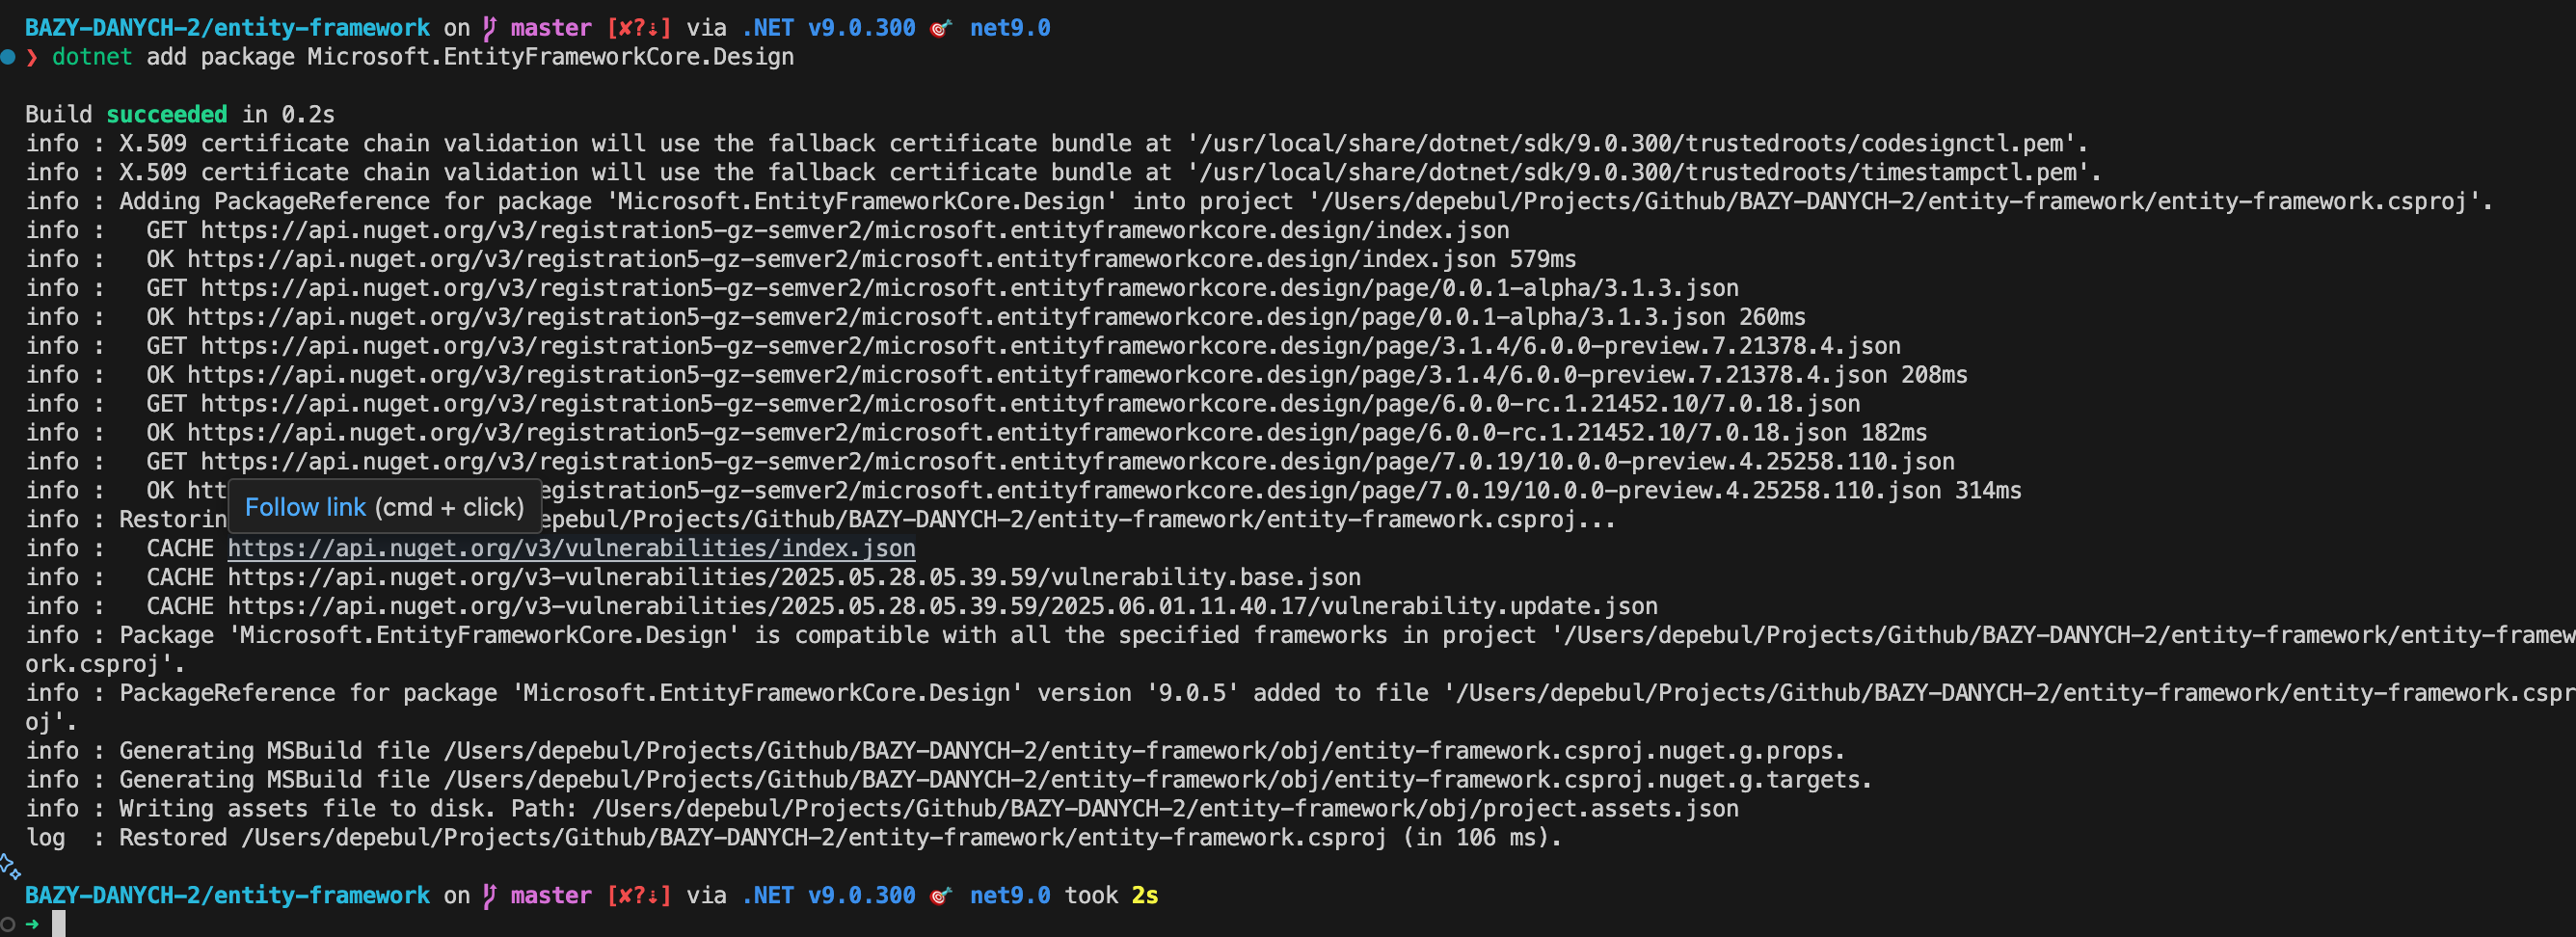 BAZY-DANYCH-2/entity-framework on master [✘?⇣] via .NET v9.0.300 🎯 net9.0
❯ dotnet add package Microsoft.EntityFrameworkCore.Design
Build succeeded in 0.2s
info : X.509 certificate chain validation will use the fallback certificate bundle at '/usr/local/share/dotnet/sdk/9.0.300/trustedroots/codesignctl.pem'.
info : X.509 certificate chain validation will use the fallback certificate bundle at '/usr/local/share/dotnet/sdk/9.0.300/trustedroots/timestampctl.pem'.
info : Adding PackageReference for package 'Microsoft.EntityFrameworkCore.Design' into project '/Users/depebul/Projects/Github/BAZY-DANYCH-2/entity-framework/entity-framework.csproj'.
info :   GET https://api.nuget.org/v3/registration5-gz-semver2/microsoft.entityframeworkcore.design/index.json
info :   OK https://api.nuget.org/v3/registration5-gz-semver2/microsoft.entityframeworkcore.design/index.json 579ms
info :   GET https://api.nuget.org/v3/registration5-gz-semver2/microsoft.entityframeworkcore.design/page/0.0.1-alpha/3.1.3.json
info :   OK https://api.nuget.org/v3/registration5-gz-semver2/microsoft.entityframeworkcore.design/page/0.0.1-alpha/3.1.3.json 260ms
info :   GET https://api.nuget.org/v3/registration5-gz-semver2/microsoft.entityframeworkcore.design/page/3.1.4/6.0.0-preview.7.21378.4.json
info :   OK https://api.nuget.org/v3/registration5-gz-semver2/microsoft.entityframeworkcore.design/page/3.1.4/6.0.0-preview.7.21378.4.json 208ms
info :   GET https://api.nuget.org/v3/registration5-gz-semver2/microsoft.entityframeworkcore.design/page/6.0.0-rc.1.21452.10/7.0.18.json
info :   OK https://api.nuget.org/v3/registration5-gz-semver2/microsoft.entityframeworkcore.design/page/6.0.0-rc.1.21452.10/7.0.18.json 182ms
info :   GET https://api.nuget.org/v3/registration5-gz-semver2/microsoft.entityframeworkcore.design/page/7.0.19/10.0.0-preview.4.25258.110.json
info :   OK htt egistration5-gz-semver2/microsoft.entityframeworkcore.design/page/7.0.19/10.0.0-preview.4.25258.110.json 314ms
Follow link (cmd + click)
info : Restorin epebul/Projects/Github/BAZY-DANYCH-2/entity-framework/entity-framework.csproj...
info :   CACHE https://api.nuget.org/v3/vulnerabilities/index.json
info :   CACHE https://api.nuget.org/v3-vulnerabilities/2025.05.28.05.39.59/vulnerability.base.json
info :   CACHE https://api.nuget.org/v3-vulnerabilities/2025.05.28.05.39.59/2025.06.01.11.40.17/vulnerability.update.json
info : Package 'Microsoft.EntityFrameworkCore.Design' is compatible with all the specified frameworks in project '/Users/depebul/Projects/Github/BAZY-DANYCH-2/entity-framework/entity-framew
ork.csproj'.
info : PackageReference for package 'Microsoft.EntityFrameworkCore.Design' version '9.0.5' added to file '/Users/depebul/Projects/Github/BAZY-DANYCH-2/entity-framework/entity-framework.cspr
oj'.
info : Generating MSBuild file /Users/depebul/Projects/Github/BAZY-DANYCH-2/entity-framework/obj/entity-framework.csproj.nuget.g.props.
info : Generating MSBuild file /Users/depebul/Projects/Github/BAZY-DANYCH-2/entity-framework/obj/entity-framework.csproj.nuget.g.targets.
info : Writing assets file to disk. Path: /Users/depebul/Projects/Github/BAZY-DANYCH-2/entity-framework/obj/project.assets.json
log  : Restored /Users/depebul/Projects/Github/BAZY-DANYCH-2/entity-framework/entity-framework.csproj (in 106 ms).
BAZY-DANYCH-2/entity-framework on master [✘?⇣] via .NET v9.0.300 🎯 net9.0 took 2s
➜